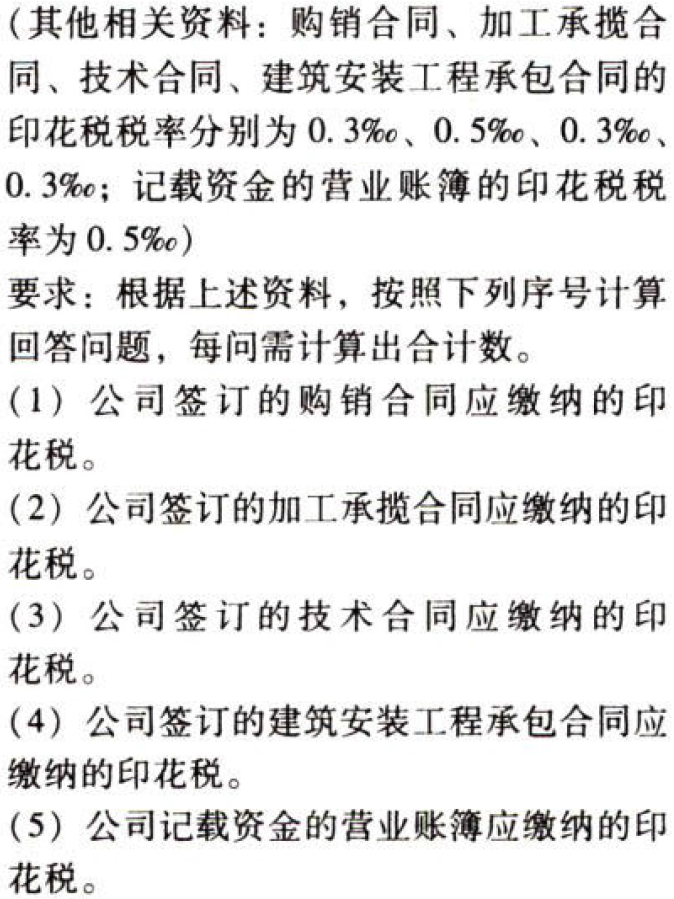 (其他相关资料：购销合同、加工承揽合
同、技术合同、建筑安装工程承包合同的
印花税税率分别为0.3‰、0.5‰、0.3‰、
0.3‰；记载资金的营业账簿的印花税税
率为0.5‰)
要求：根据上述资料，按照下列序号计算
回答问题，每问需计算出合计数。
(1) 公司签订的购销合同应缴纳的印
花税。
(2) 公司签订的加工承揽合同应缴纳的印
花税。
(3) 公司签订的技术合同应缴纳的印
花税。
(4) 公司签订的建筑安装工程承包合同应
缴纳的印花税。
(5) 公司记载资金的营业账簿应缴纳的印
花税。